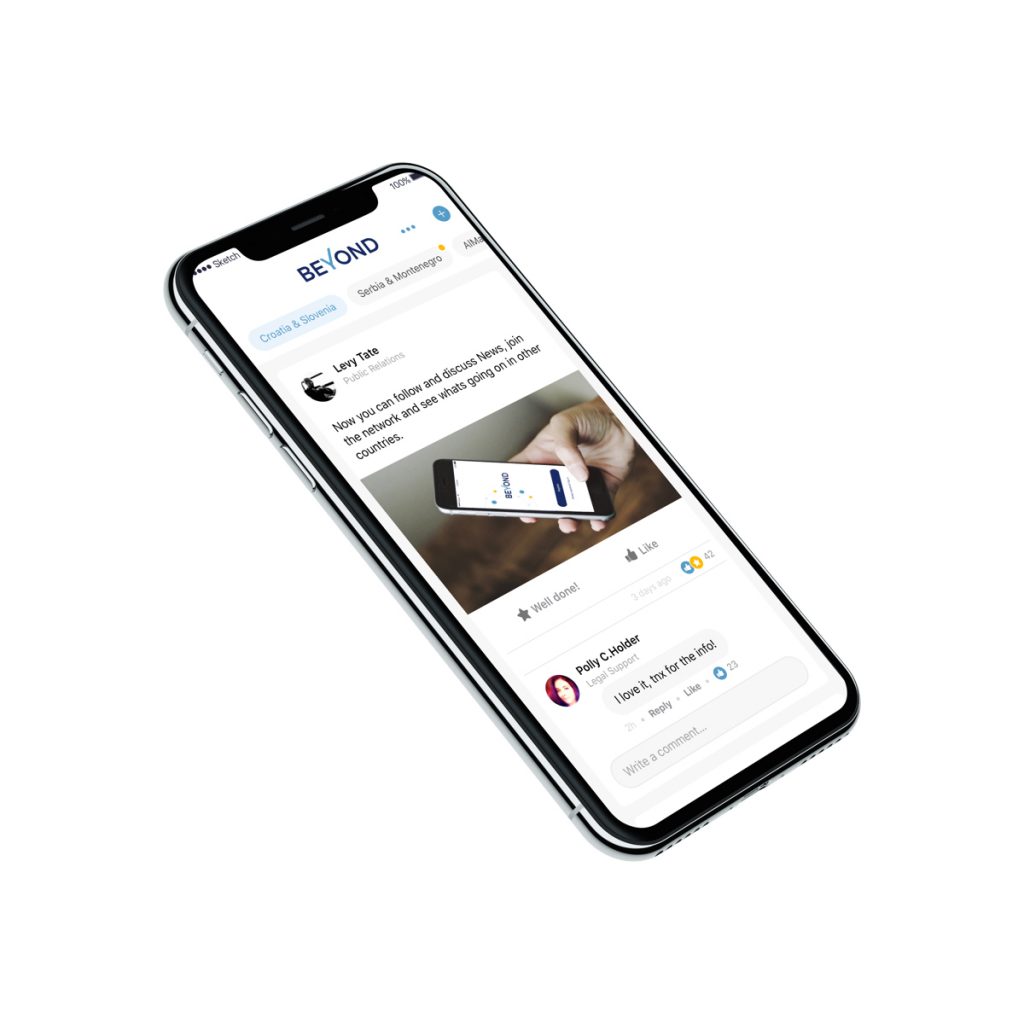 Sketch
100%
BEYOND
Croatia & Slovenia
Serbia & Montenegro
AlMa
Levy Tate
Public Relations
Now you can follow and discuss News, join
the network and see whats going on in other
countries.
BEYOND
Well done!
Like
3 days ago
42
Polly C.Holder
Legal Support
I love it, tnx for the info!
2h • Reply • Like • 23
Write a comment...